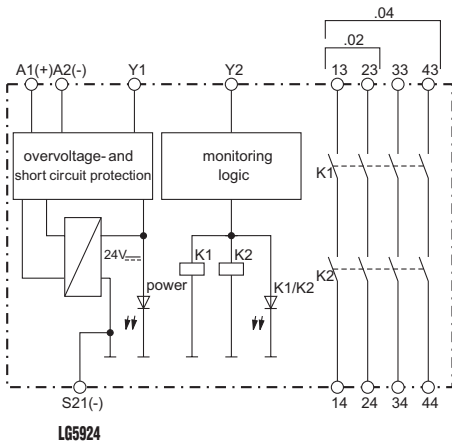 .04
.02
A1(+) A2(-) Y1 Y2 13 23 33 43
overvoltage- and
short circuit protection
monitoring
logic
K1
24V
K1 K2
K2
power
K1/K2
S21(-) 14 24 34 44
LG5924